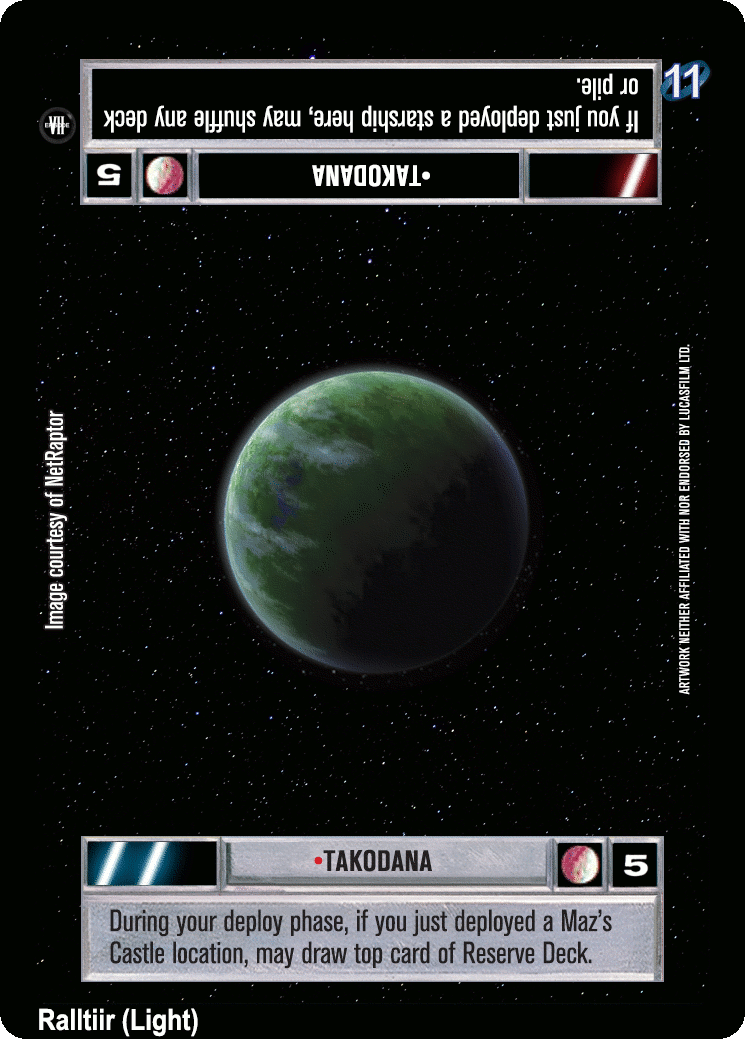 If you just deployed a starship here, may shuffle any deck
or pile.
•TAKODANA
5
11
EPISODE
VII
Image courtesy of NetRaptor
ARTWORK NEITHER AFFILIATED WITH NOR ENDORSED BY LUCASFILM LTD.
•TAKODANA
5
During your deploy phase, if you just deployed a Maz's
Castle location, may draw top card of Reserve Deck.
Ralltiir (Light)